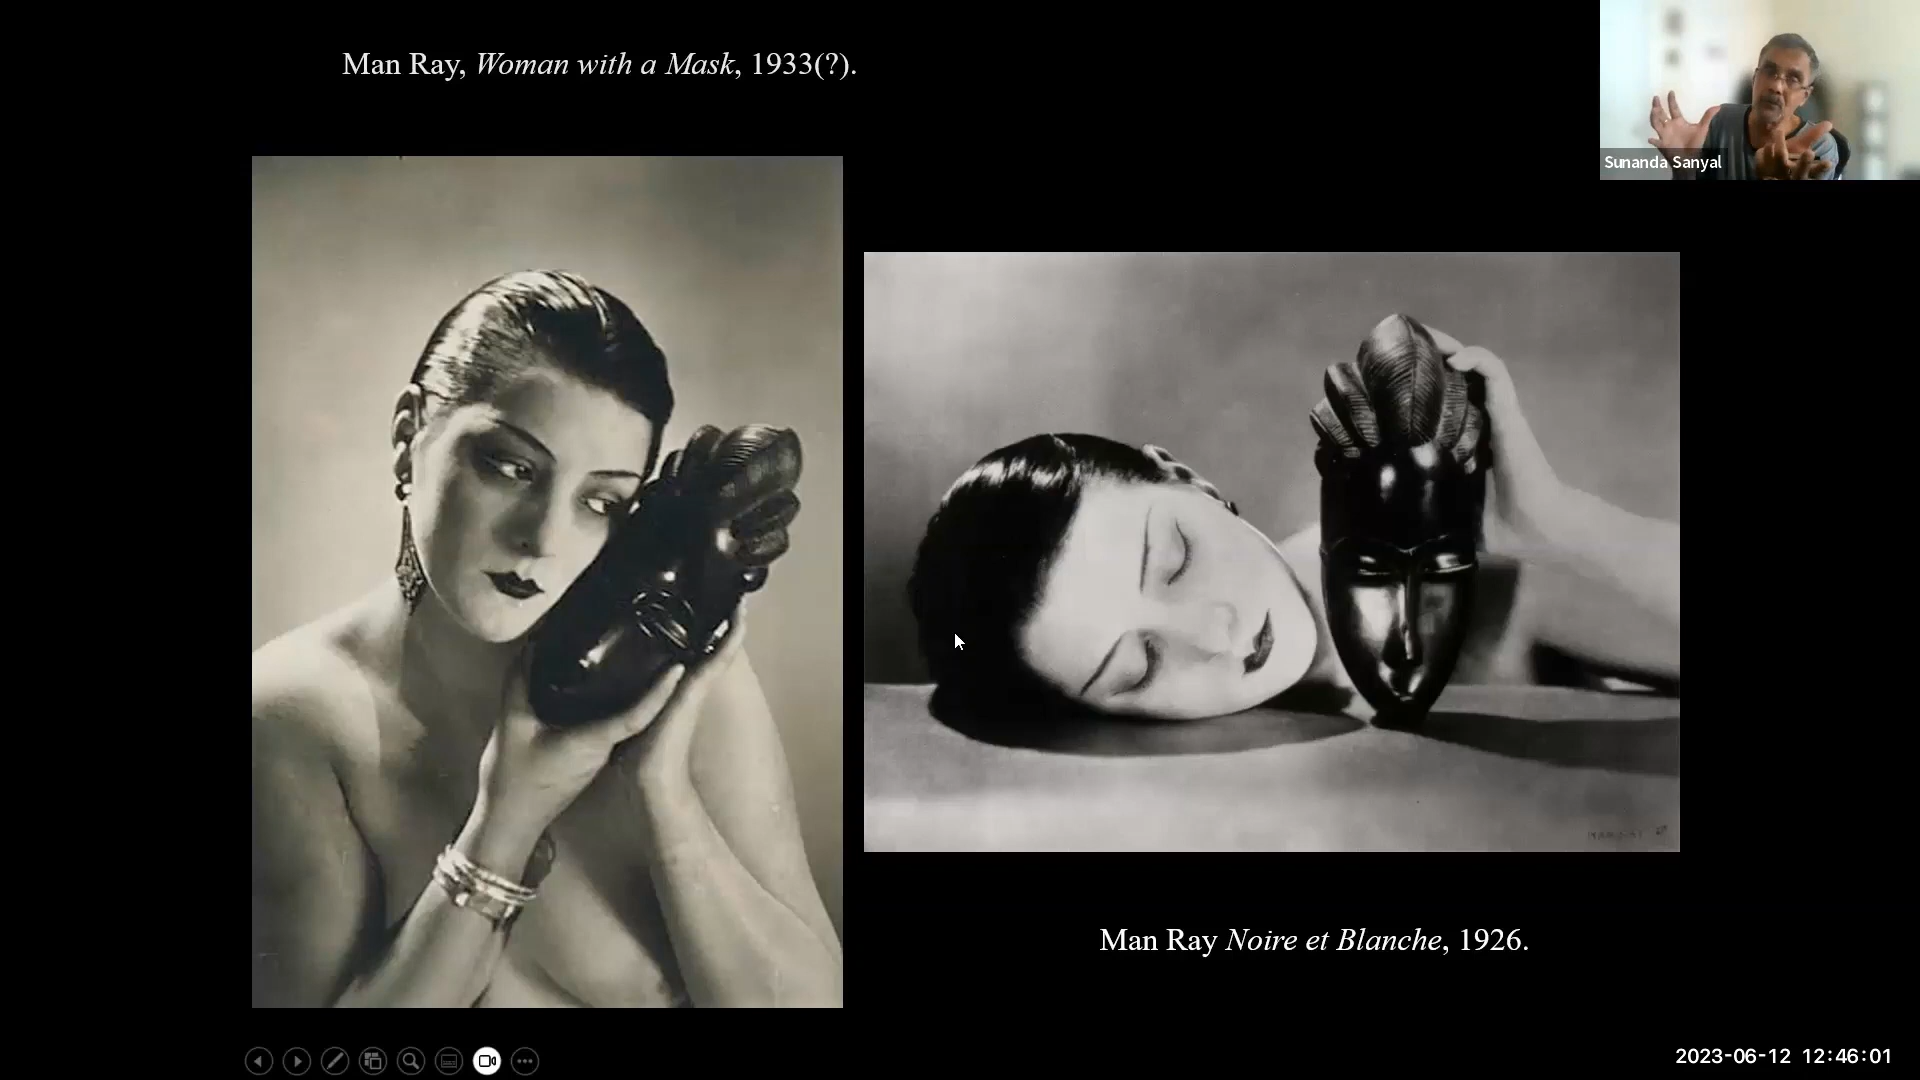 Man Ray, Woman with a Mask, 1933(?).
Sunanda Sanyal
Man Ray Noire et Blanche, 1926.
2023-06-12 12:46:01